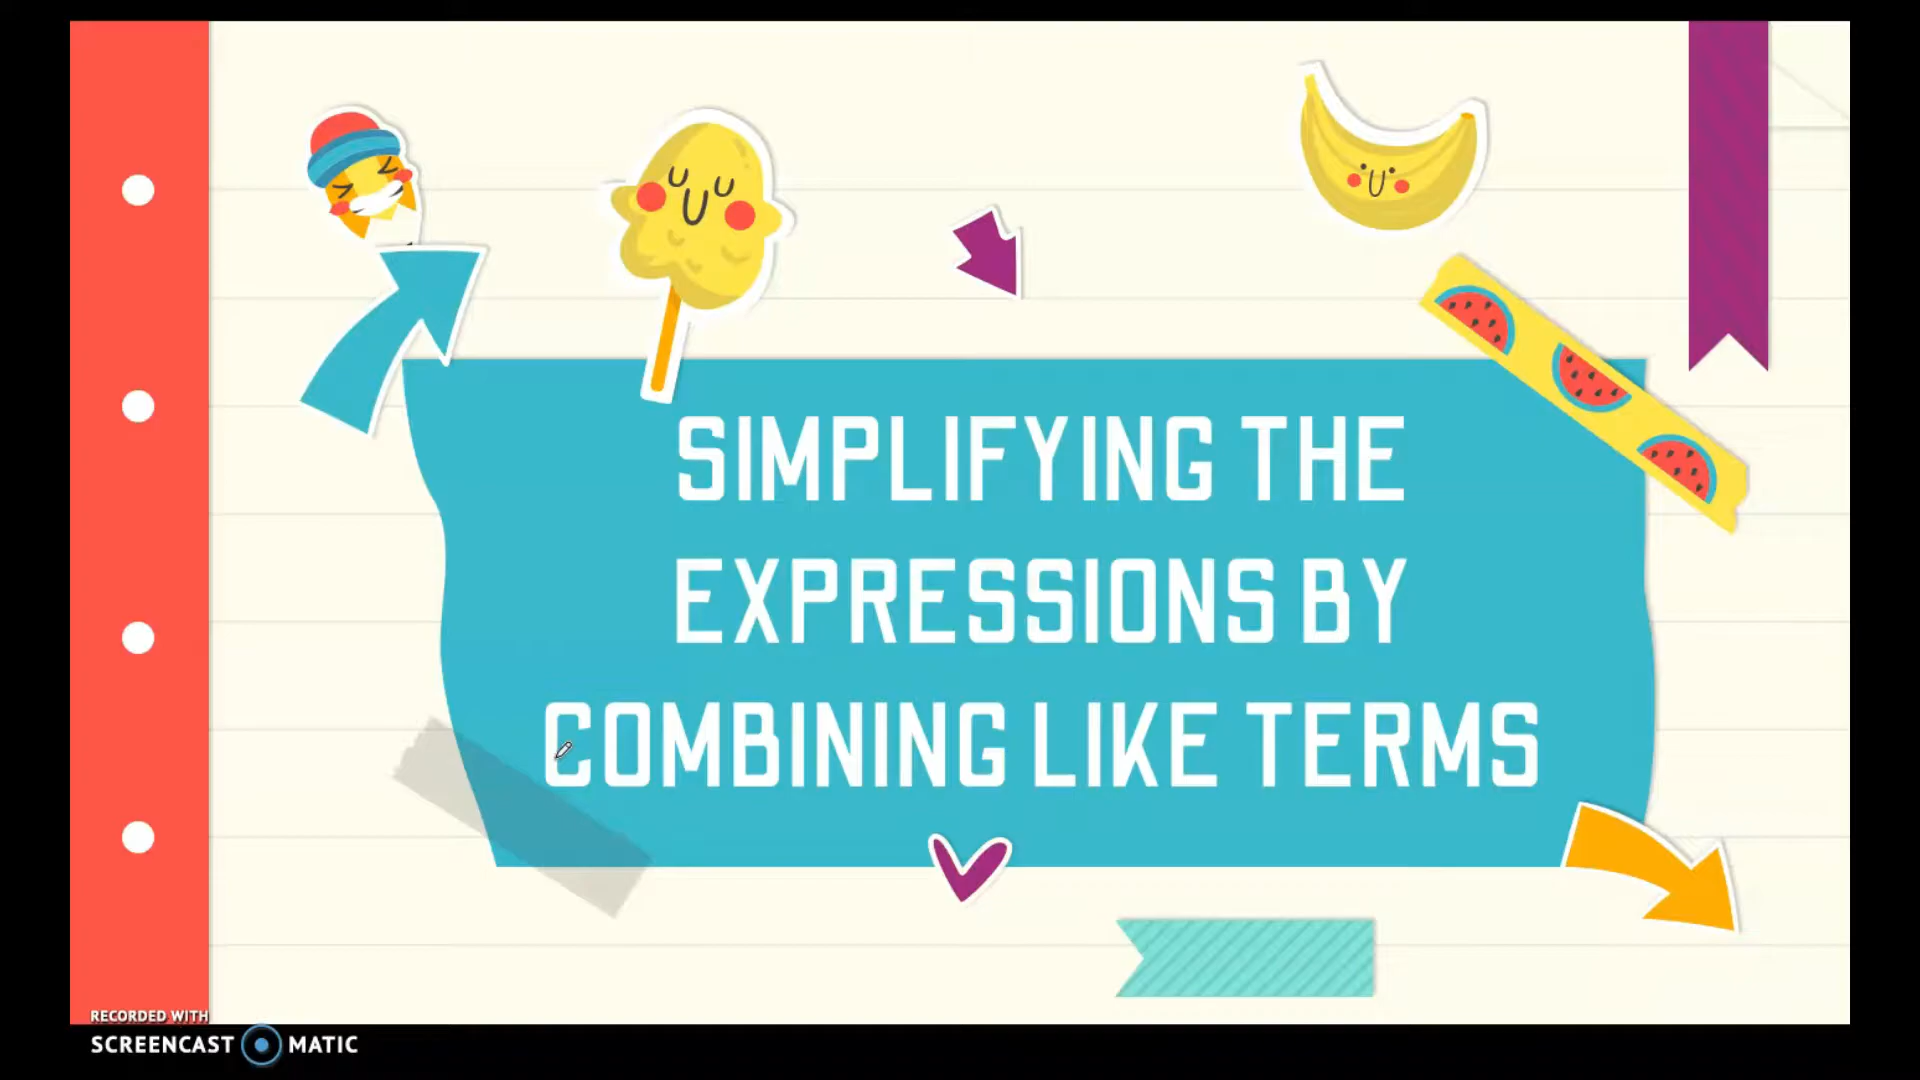 SIMPLIFYING THE
EXPRESSIONS BY
COMBINING LIKE TERMS
RECORDED WITH
SCREENCAST MATIC